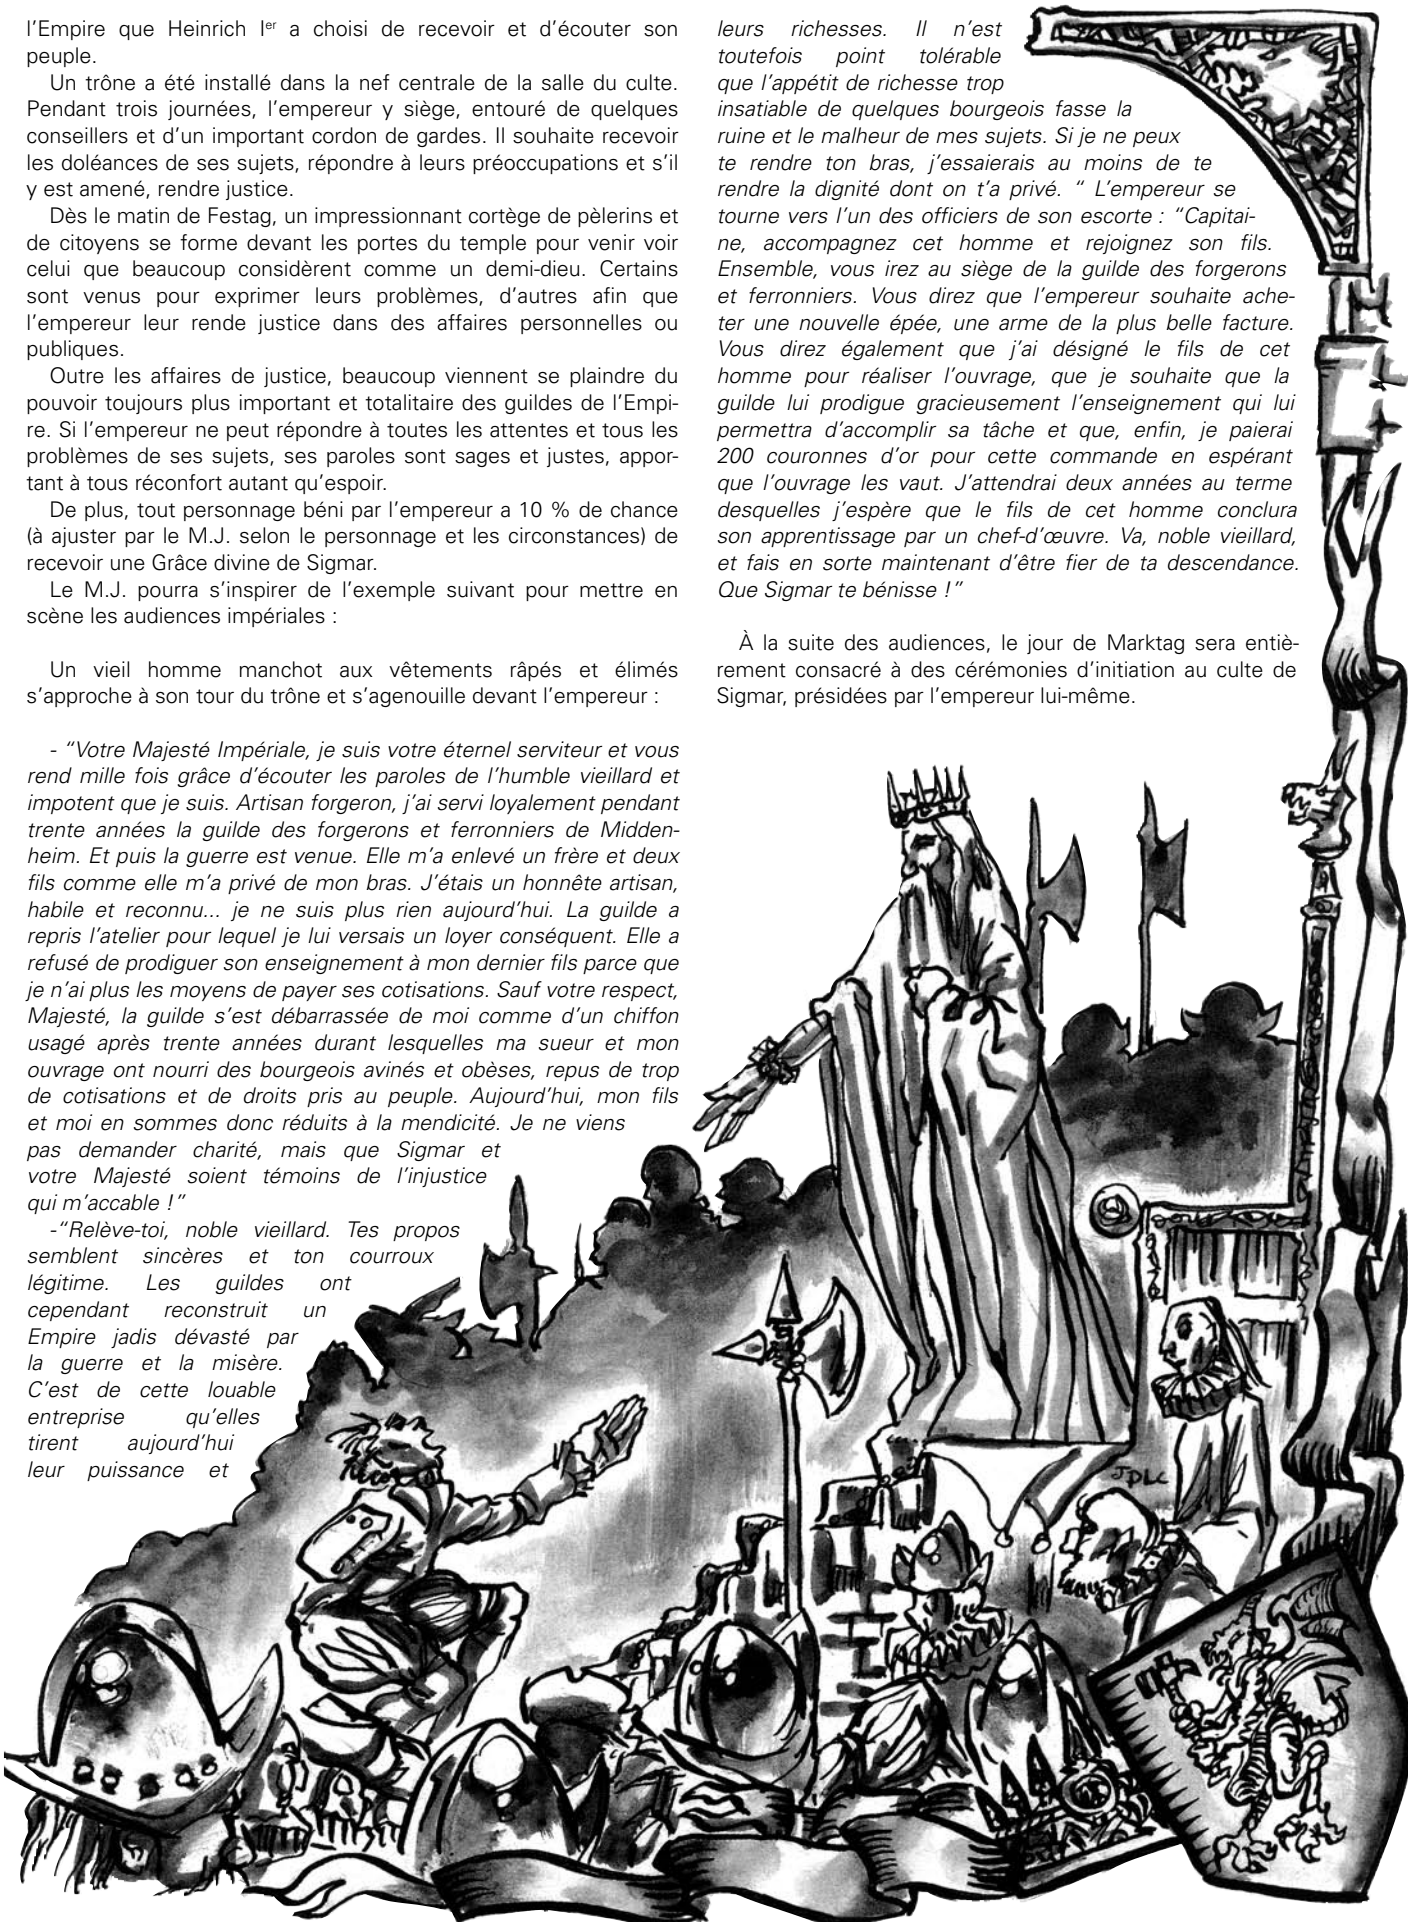 l'Empire que Heinrich Ier a choisi de recevoir et d'écouter son
peuple.
Un trône a été installé dans la nef centrale de la salle du culte.
Pendant trois journées, l'empereur y siège, entouré de quelques
conseillers et d'un important cordon de gardes. Il souhaite recevoir
les doléances de ses sujets, répondre à leurs préoccupations et s'il
y est amené, rendre justice.
Dès le matin de Festag, un impressionnant cortège de pèlerins et
de citoyens se forme devant les portes du temple pour venir voir
celui que beaucoup considèrent comme un demi-dieu. Certains
sont venus pour exprimer leurs problèmes, d'autres afin que
l'empereur leur rende justice dans des affaires personnelles ou
publiques.
Outre les affaires de justice, beaucoup viennent se plaindre du
pouvoir toujours plus important et totalitaire des guildes de l'Empi-
re. Si l'empereur ne peut répondre à toutes les attentes et tous les
problèmes de ses sujets, ses paroles sont sages et justes, appor-
tant à tous réconfort autant qu'espoir.
De plus, tout personnage béni par l'empereur a 10 % de chance
(à ajuster par le M.J. selon le personnage et les circonstances) de
recevoir une Grâce divine de Sigmar.
Le M.J. pourra s'inspirer de l'exemple suivant pour mettre en
scène les audiences impériales :
Un vieil homme manchot aux vêtements râpés et élimés
s'approche à son tour du trône et s'agenouille devant l'empereur :
- "Votre Majesté Impériale, je suis votre éternel serviteur et vous
rend mille fois grâce d'écouter les paroles de l'humble vieillard et
impotent que je suis. Artisan forgeron, j'ai servi loyalement pendant
trente années la guilde des forgerons et ferronniers de Midden-
heim. Et puis la guerre est venue. Elle m'a enlevé un frère et deux
fils comme elle m'a privé de mon bras. J'étais un honnête artisan,
habile et reconnu... je ne suis plus rien aujourd'hui. La guilde a
repris l'atelier pour lequel je lui versais un loyer conséquent. Elle a
refusé de prodiguer son enseignement à mon dernier fils parce que
je n'ai plus les moyens de payer ses cotisations. Sauf votre respect,
Majesté, la guilde s'est débarrassée de moi comme d'un chiffon
usagé après trente années durant lesquelles ma sueur et mon
ouvrage ont nourri des bourgeois avinés et obèses, repus de trop
de cotisations et de droits pris au peuple. Aujourd'hui, mon fils
et moi en sommes donc réduits à la mendicité. Je ne viens
pas demander charité, mais que Sigmar et
votre Majesté soient témoins de l'injustice
qui m'accable !"
-"Relève-toi, noble vieillard. Tes propos
semblent sincères et ton courroux
légitime. Les guildes ont
cependant reconstruit un
Empire jadis dévasté par
la guerre et la misère.
C'est de cette louable
entreprise qu'elles
tirent aujourd'hui
leur puissance et
leurs richesses. Il n'est
toutefois point tolérable
que l'appétit de richesse trop
insatiable de quelques bourgeois fasse la
ruine et le malheur de mes sujets. Si je ne peux
te rendre ton bras, j'essaierais au moins de te
rendre la dignité dont on t'a privé. " L'empereur se
tourne vers l'un des officiers de son escorte : "Capitai-
ne, accompagnez cet homme et rejoignez son fils.
Ensemble, vous irez au siège de la guilde des forgerons
et ferronniers. Vous direz que l'empereur souhaite ache-
ter une nouvelle épée, une arme de la plus belle facture.
Vous direz également que j'ai désigné le fils de cet
homme pour réaliser l'ouvrage, que je souhaite que la
guilde lui prodigue gracieusement l'enseignement qui lui
permettra d'accomplir sa tâche et que, enfin, je paierai
200 couronnes d'or pour cette commande en espérant
que l'ouvrage les vaut. J'attendrai deux années au terme
desquelles j'espère que le fils de cet homme conclura
son apprentissage par un chef-d'œuvre. Va, noble vieillard,
et fais en sorte maintenant d'être fier de ta descendance.
Que Sigmar te bénisse !"
À la suite des audiences, le jour de Marktag sera entiè-
rement consacré à des cérémonies d'initiation au culte de
Sigmar, présidées par l'empereur lui-même.
JDLC